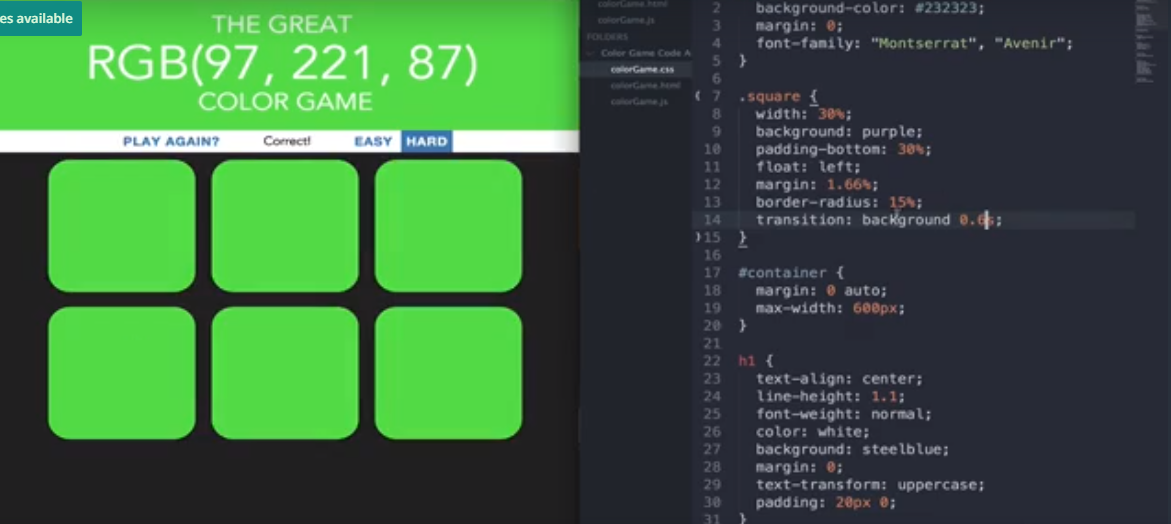 es available
THE GREAT
RGB(97, 221, 87)
COLOR GAME
PLAY AGAIN? Correct! EASY HARD
colorGame.html
colorGame.js
FOLDERS
Color Game Code A
colorGame.css
colorGame.html
colorGame.js
2 background-color: #232323;
3 margin: 0;
4 font-family: "Montserrat", "Avenir";
5 }
6
7 .square {
8 width: 30%;
9 background: purple;
10 padding-bottom: 30%;
11 float: left;
12 margin: 1.66%;
13 border-radius: 15%;
14 transition: background 0.6s;
15 }
16
17 #container {
18 margin: 0 auto;
19 max-width: 600px;
20 }
21
22 h1 {
23 text-align: center;
24 line-height: 1.1;
25 font-weight: normal;
26 color: white;
27 background: steelblue;
28 margin: 0;
29 text-transform: uppercase;
30 padding: 20px 0;
31 }